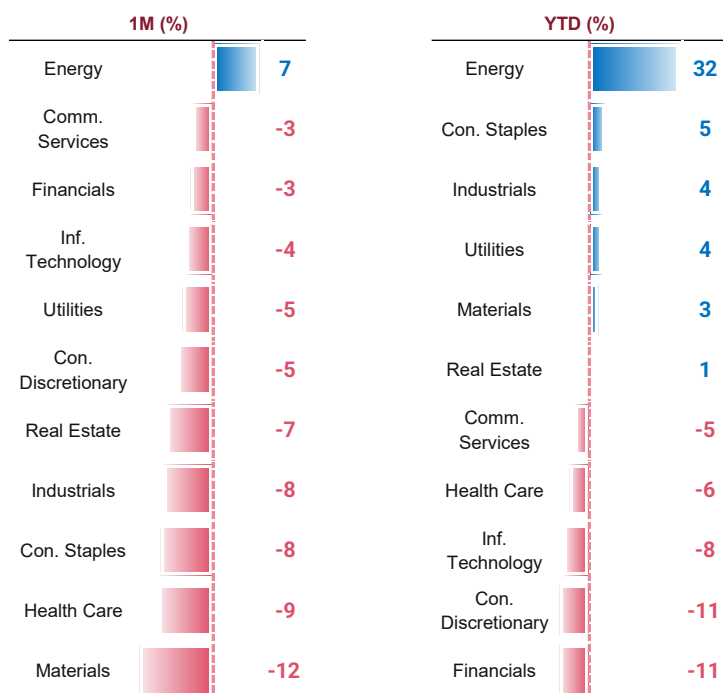 1M (%)
Energy 7
Comm.
Services -3
Financials -3
Inf.
Technology -4
Utilities -5
Con.
Discretionary -5
Real Estate -7
Industrials -8
Con. Staples -8
Health Care -9
Materials -12
YTD (%)
Energy 32
Con. Staples 5
Industrials 4
Utilities 4
Materials 3
Real Estate 1
Comm.
Services -5
Health Care -6
Inf.
Technology -8
Con.
Discretionary -11
Financials -11